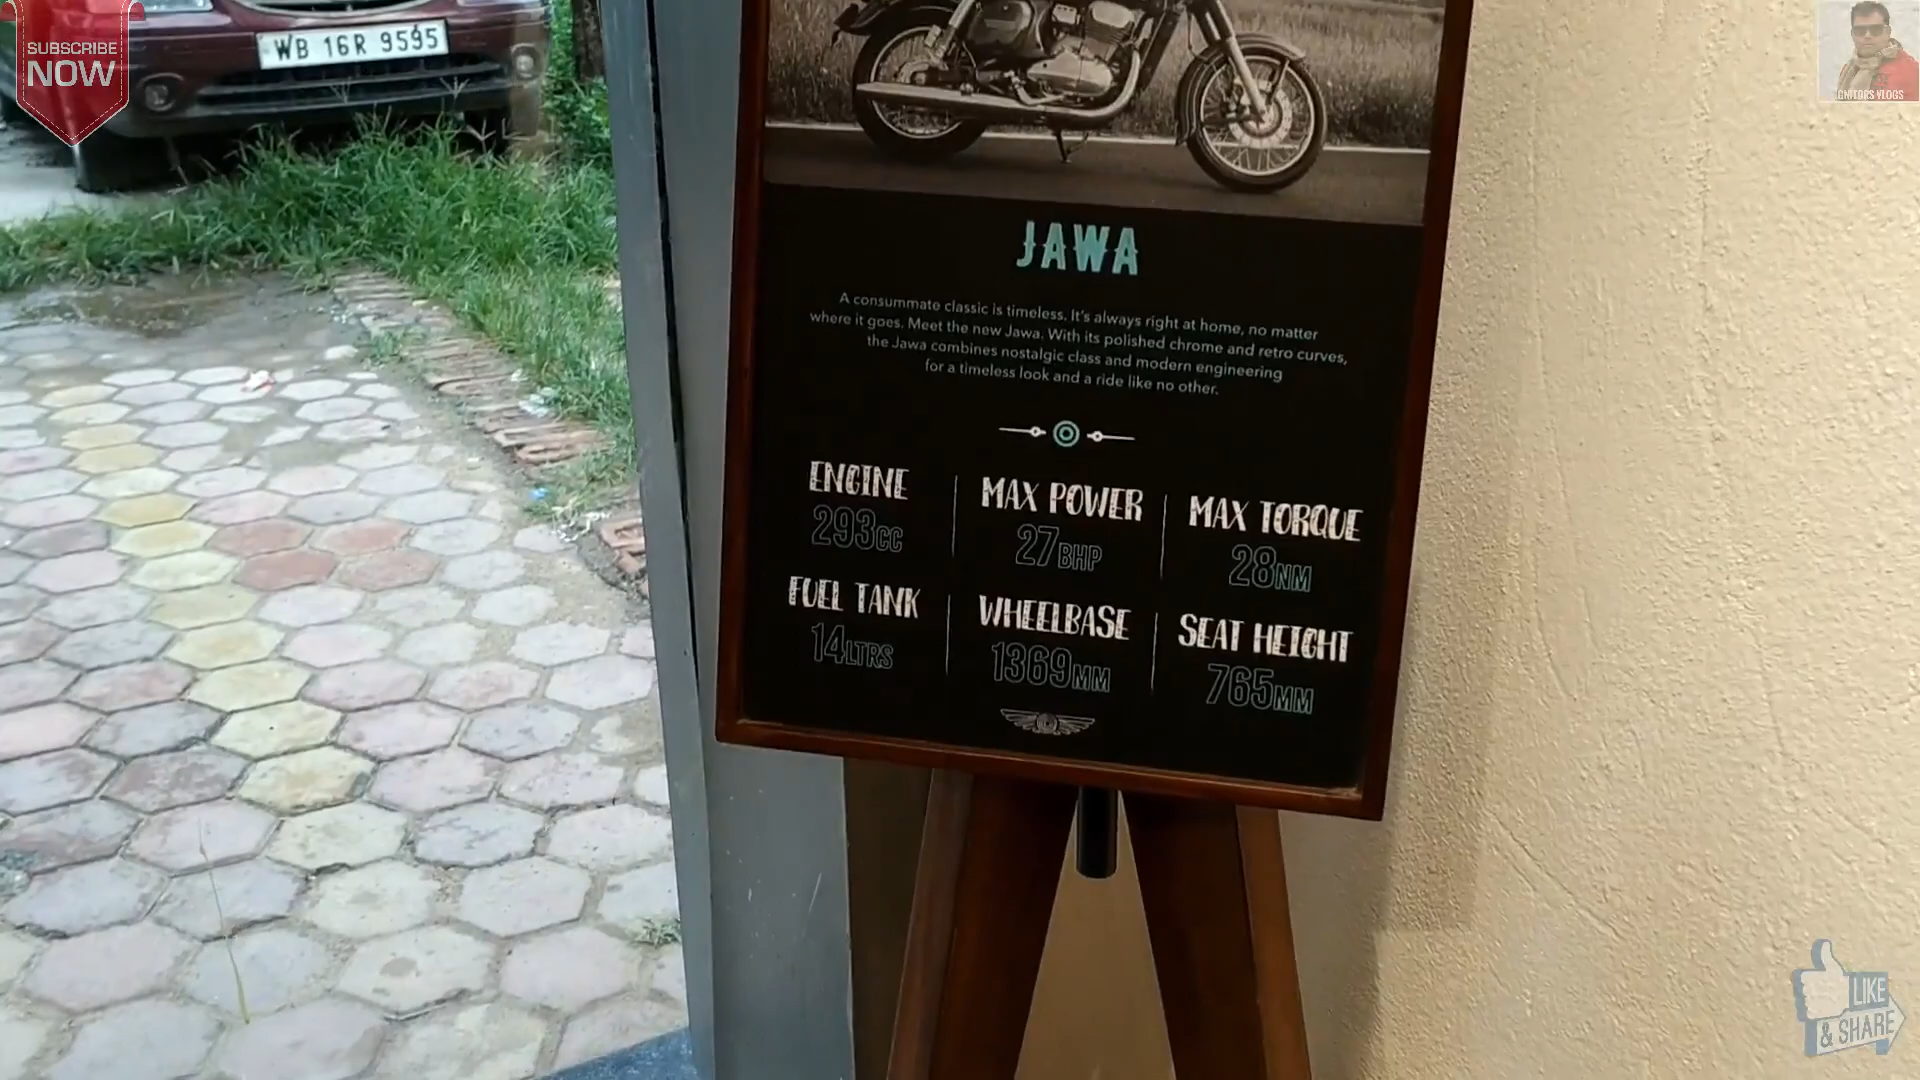 SUBSCRIBE
NOW
WB 16R 9595
GHITORS VLOGS
JAWA
A consummate classic is timeless. It's always right at home, no matter
where it goes. Meet the new Jawa. With its polished chrome and retro curves,
the Jawa combines nostalgic class and modern engineering
for a timeless look and a ride like no other.
ENGINE
293CC
MAX POWER
27BHP
MAX TORQUE
28NM
FUEL TANK
14LTRS
WHEELBASE
1369MM
SEAT HEIGHT
765MM
LIKE
& SHARE